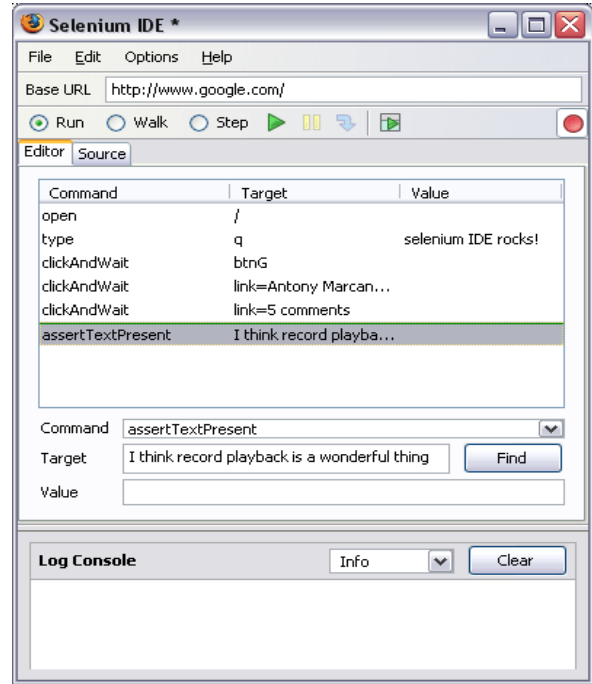 Selenium IDE *
File Edit Options Help
Base URL http://www.google.com/
Run Walk Step
Editor Source
Command Target Value
open /
type q selenium IDE rocks!
clickAndWait btnG
clickAndWait link=Antony Marcan...
clickAndWait link=5 comments
assertTextPresent I think record playba...
Command assertTextPresent
Target I think record playback is a wonderful thing Find
Value
Log Console Info Clear